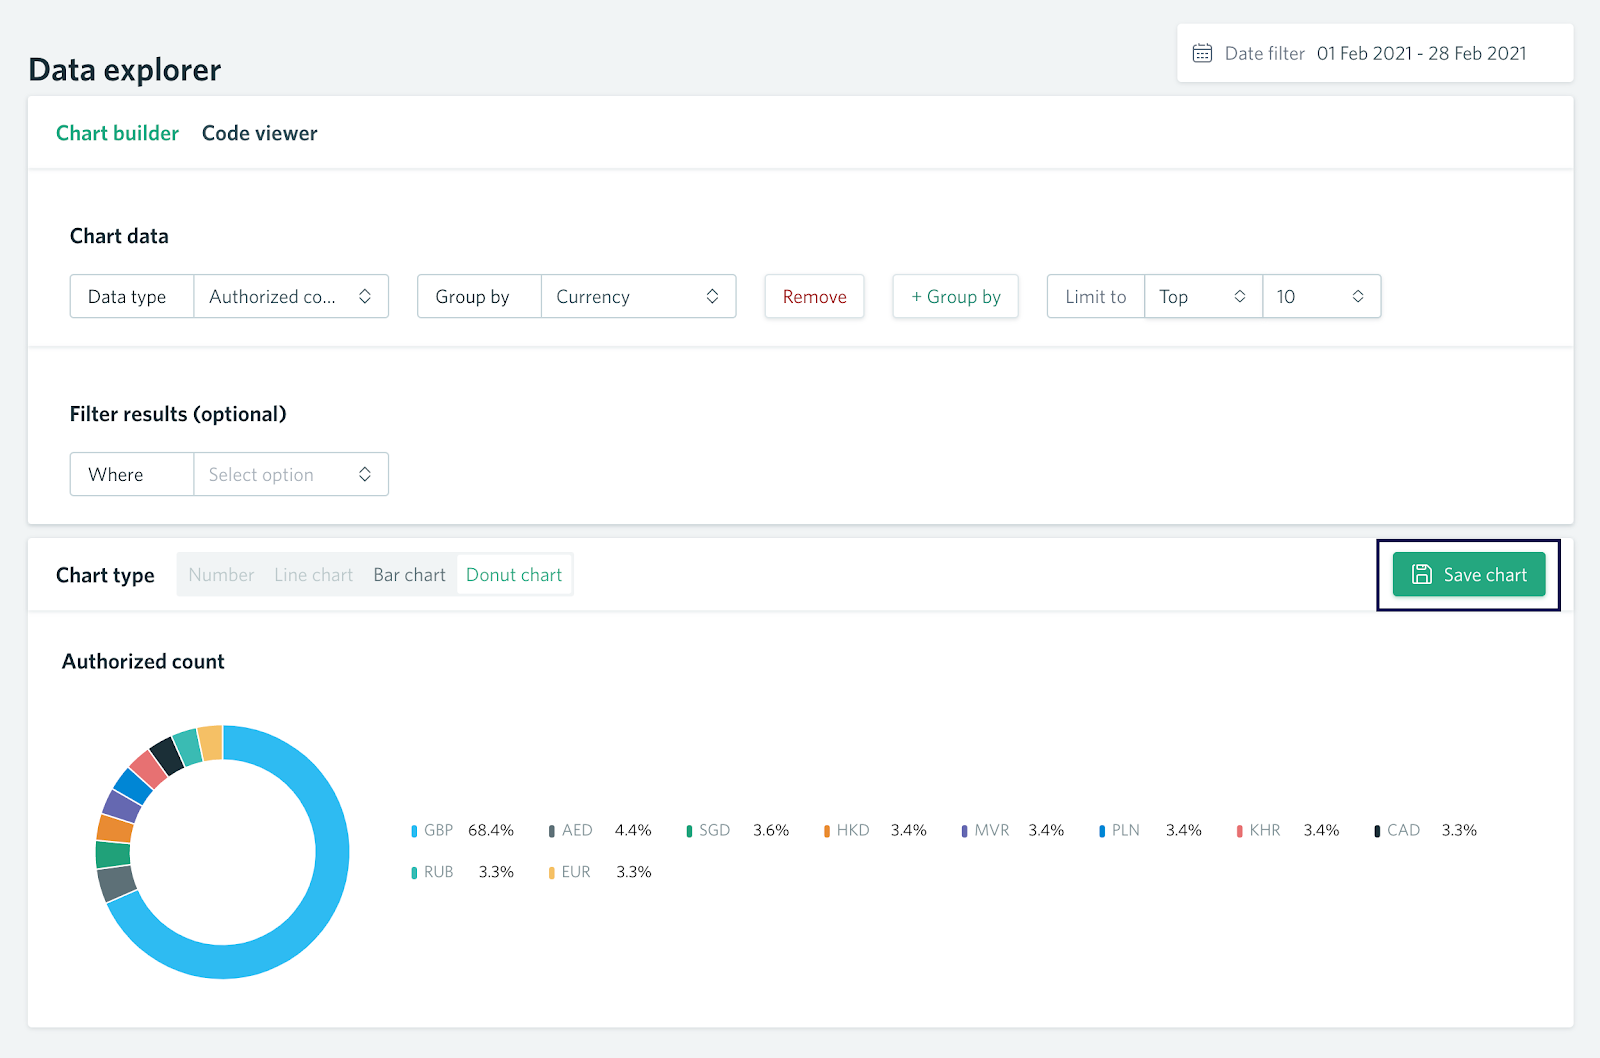 Date filter 01 Feb 2021 - 28 Feb 2021
Data explorer
Chart builder Code viewer
Chart data
Data type Authorized co... Group by Currency Remove + Group by Limit to Top 10
Filter results (optional)
Where Select option
Chart type Number Line chart Bar chart Donut chart Save chart
Authorized count
GBP 68.4% AED 4.4% SGD 3.6% HKD 3.4% MVR 3.4% PLN 3.4% KHR 3.4% CAD 3.3%
RUB 3.3% EUR 3.3%